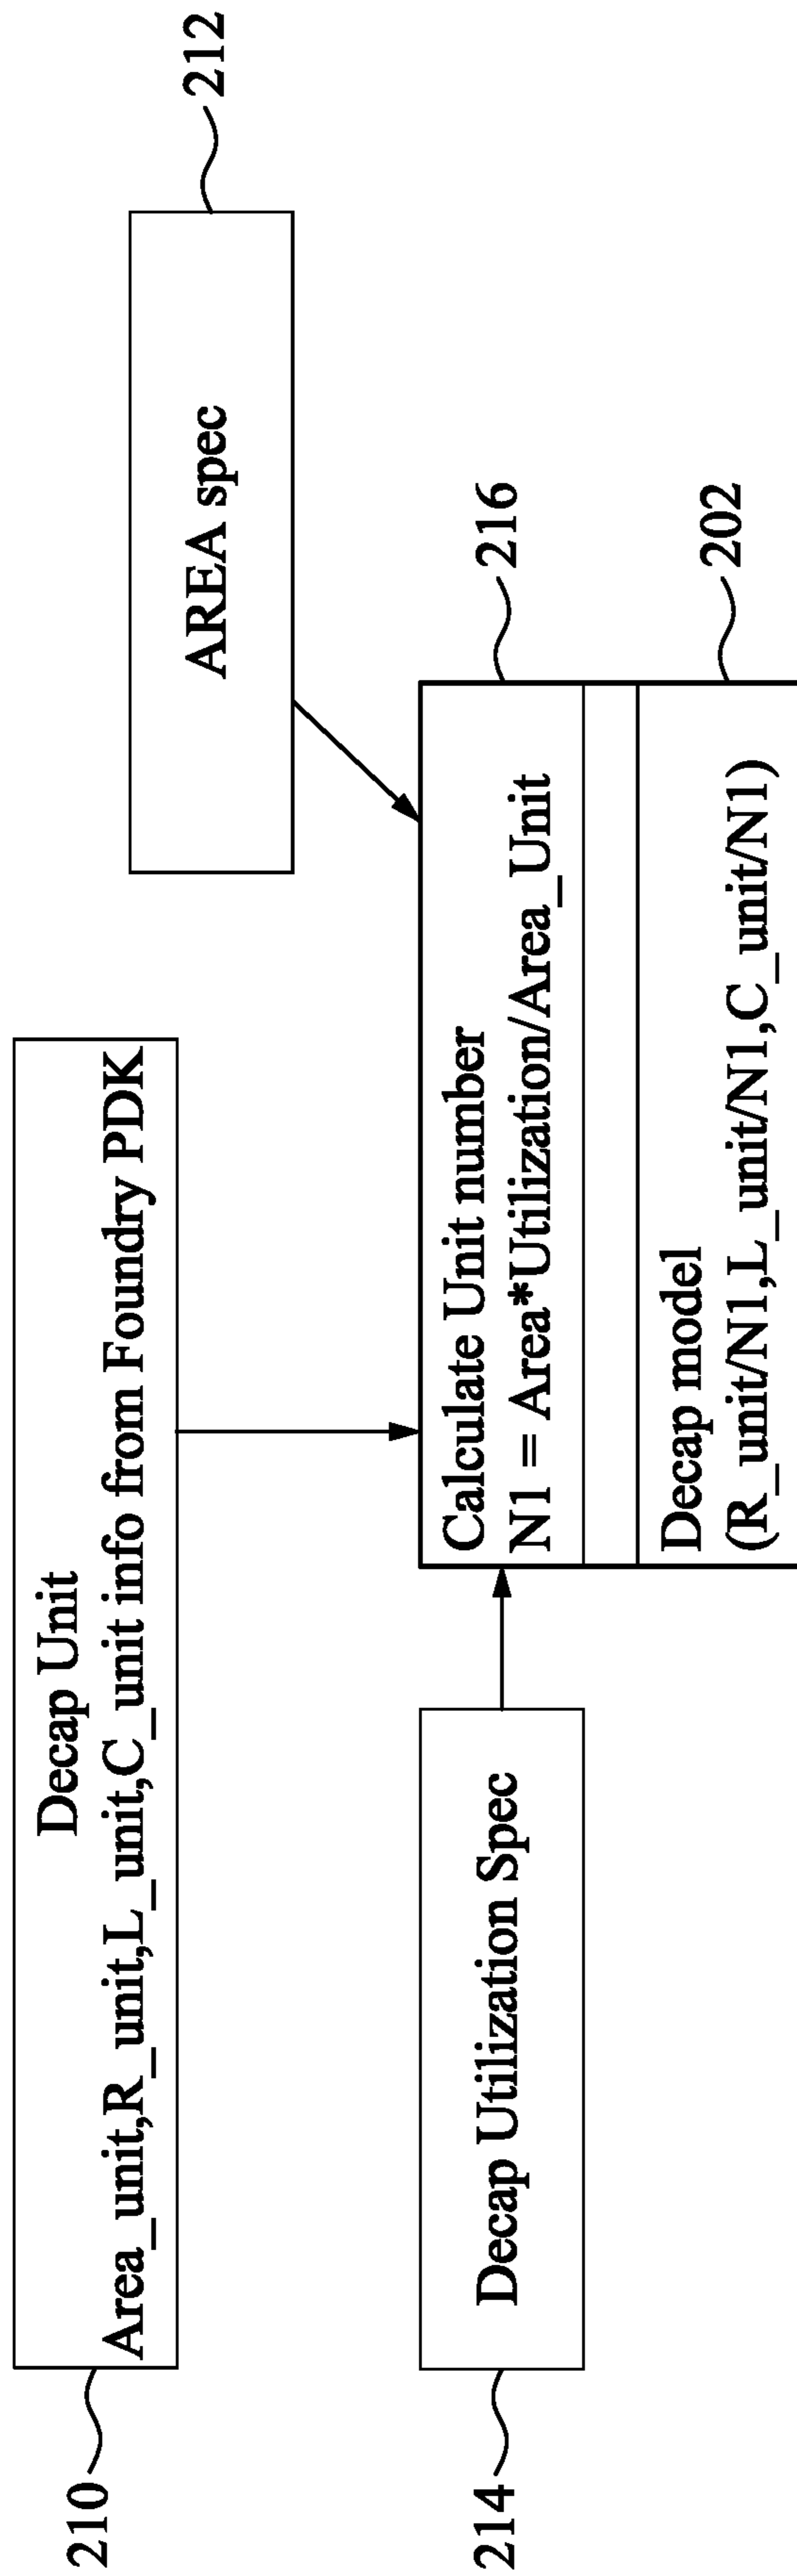 210
Decap Unit
Area_unit,R_unit,L_unit,C_unit info from Foundry PDK
AREA spec
212
214
Decap Utilization Spec
Calculate Unit number
N1 = Area*Utilization/Area_Unit
216
Decap model
(R_unit/N1,L_unit/N1,C_unit/N1)
202